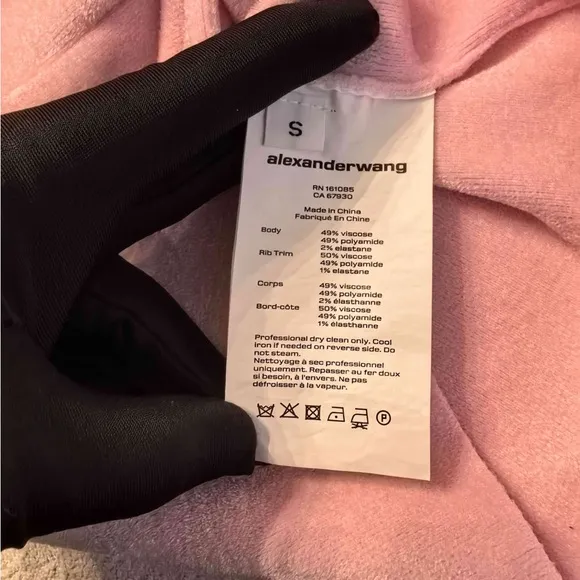 S
alexanderwang
RN 161085
CA 67930
Made in China
Fabriqué En Chine
Body 49% viscose
49% polyamide
2% elastane
Rib Trim 50% viscose
49% polyamide
1% elastane
Corps 49% viscose
49% polyamide
2% élasthanne
Bord-côte 50% viscose
49% polyamide
1% élasthanne
Professional dry clean only. Cool
iron if needed on reverse side. Do
not steam.
Nettoyage à sec professionnel
uniquement. Repasser au fer doux
si besoin, à l'envers. Ne pas
défroisser à la vapeur.
P